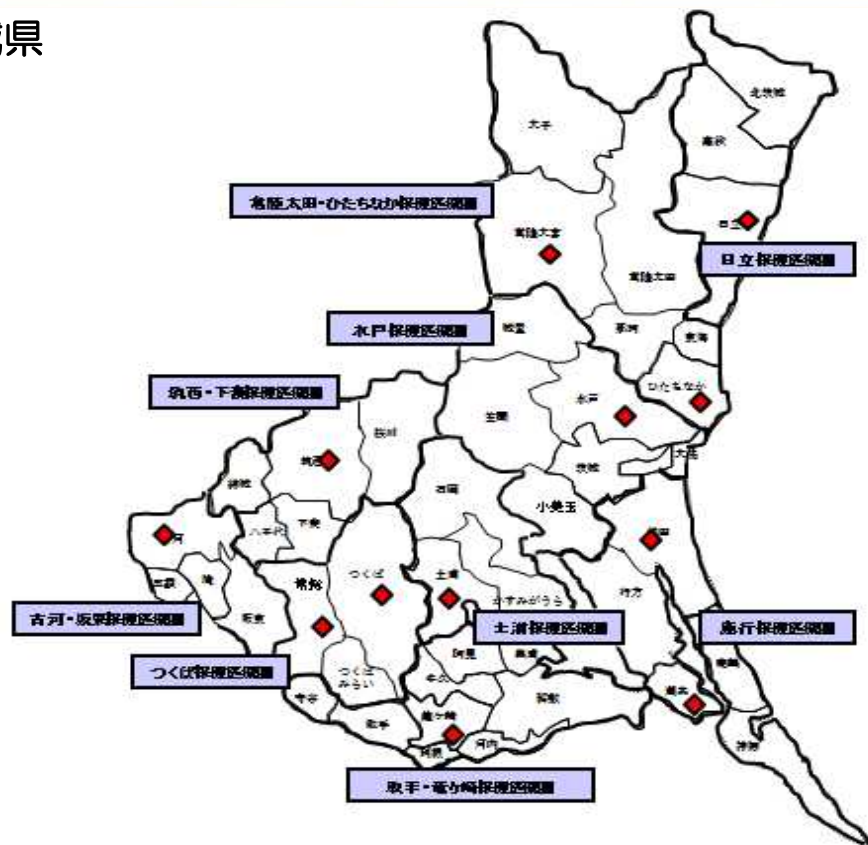 県
北茨城
大子
高萩
常陸太田・ひたちなか保健医療圏
日立
常陸大宮
日立保健医療圏
常陸太田
水戸保健医療圏
城里
那珂
東海
ひたちなか
筑西・下妻保健医療圏
水戸
笠間
桜川
筑西
大洗
茨城
結城
石岡
小美玉
下妻
八千代
河
田
つくば
土浦
境
常総
かすみがうら
行方
坂東
古河・坂東保健医療圏
土浦保健医療圏
鹿行保健医療圏
阿見
美浦
つくば保健医療圏
つくば
みらい
牛久
稲敷
守谷
潮来
取手
龍ヶ崎
河内
神栖
取手・竜ケ崎保健医療圏